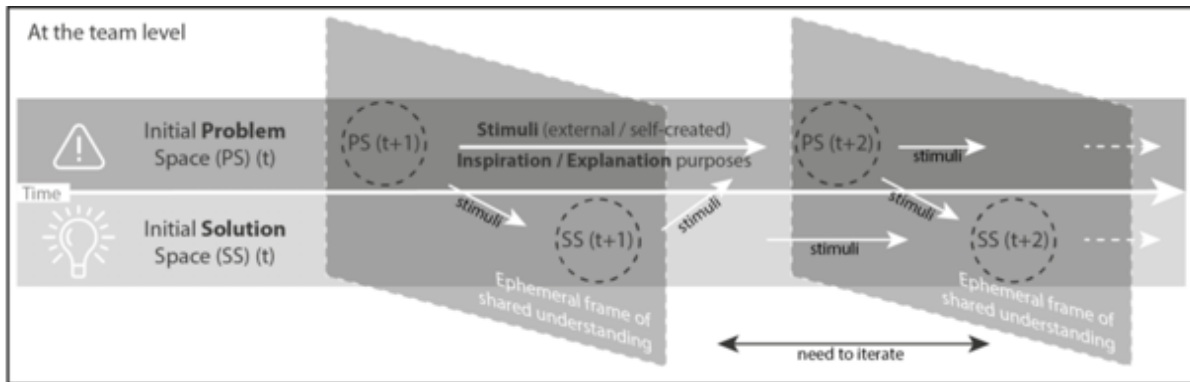 At the team level
Initial Problem
Space (PS) (t)
PS (t+1)
Stimuli (external / self-created)
Inspiration / Explanation purposes
PS (t+2)
stimuli
Time
stimuli
stimuli
stimuli
Initial Solution
Space (SS) (t)
SS (t+1)
stimuli
SS (t+2)
Ephemeral frame of
shared understanding
Ephemeral frame of
shared understanding
need to iterate